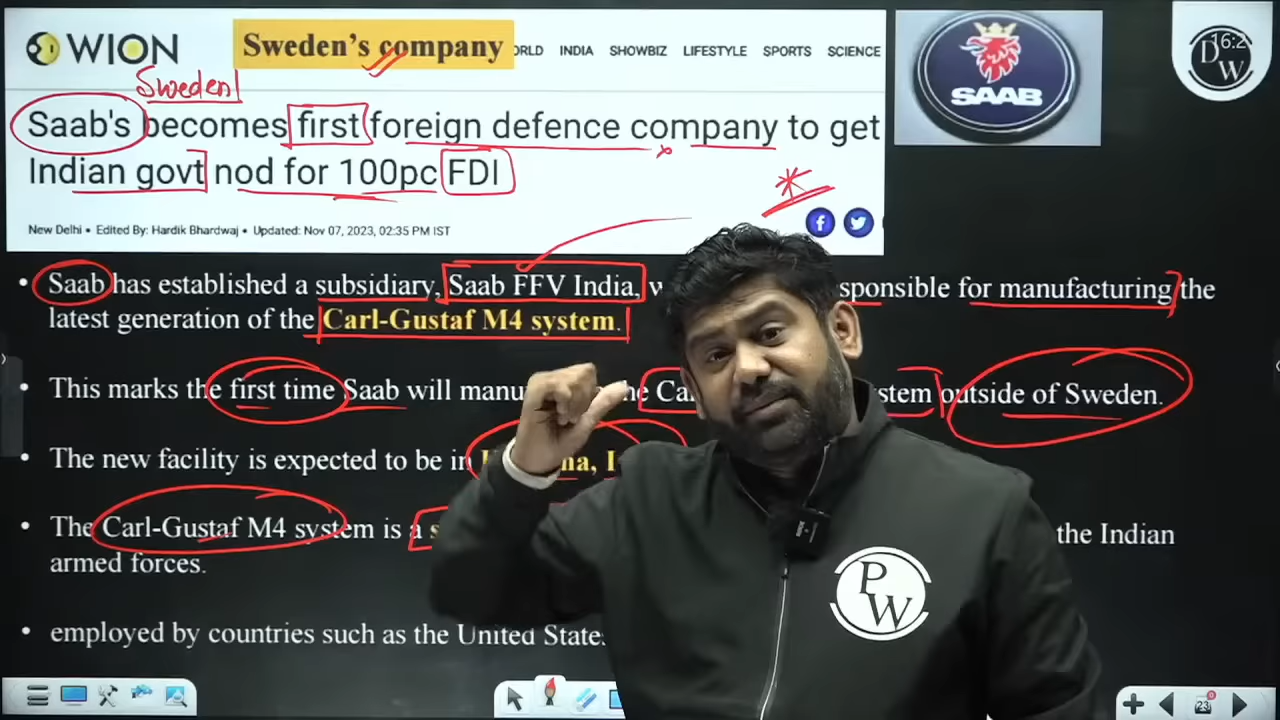 WION
Sweden's company
ORLD INDIA SHOWBIZ LIFESTYLE SPORTS SCIENCE
SAAB
16:2
D W
Sweden
Saab's becomes first foreign defence company to get
Indian govt nod for 100pc FDI
New Delhi • Edited By: Hardik Bhardwaj • Updated: Nov 07, 2023, 02:35 PM IST
• Saab has established a subsidiary, Saab FFV India, sponsible for manufacturing the
latest generation of the Carl-Gustaf M4 system.
• This marks the first time Saab will outside of Sweden.
• The new facility is expected to be in
• The Carl-Gustaf M4 system is a the Indian
armed forces.
• employed by countries such as the United States
P W
23